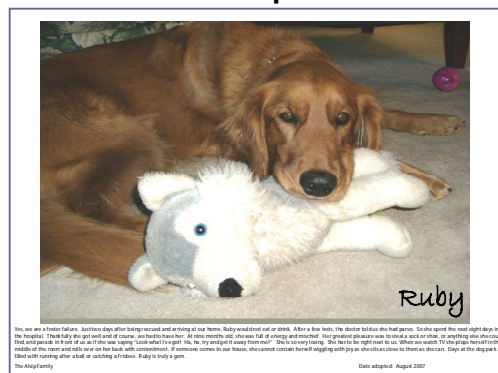 Ruby
Yes, we are a foster failure. Just two days after being rescued and arriving at our home, Ruby would not eat or drink. After a few tests, the doctor told us she had parvo. So she spent the next eight days in
the hospital. Thankfully she got well and of course, we had to have her. At nine months old, she was full of energy and mischief. Her greatest pleasure was to steal a sock or shoe, or anything else she cou
find, and parade in front of us as if she was saying "Look what I've got! Ha, ha, try and get it away from me!" She is so very loving. She has to be right next to us. When we watch TV she plops herself in th
middle of the room and rolls over on her back with contentment. If someone comes to our house, she cannot contain herself wiggling with joy as she sits as close to them as she can. Days at the dog park
filled with running after a ball or catching a Frisbee. Ruby is truly a gem.
The Alsip Family
Date adopted: August 2007